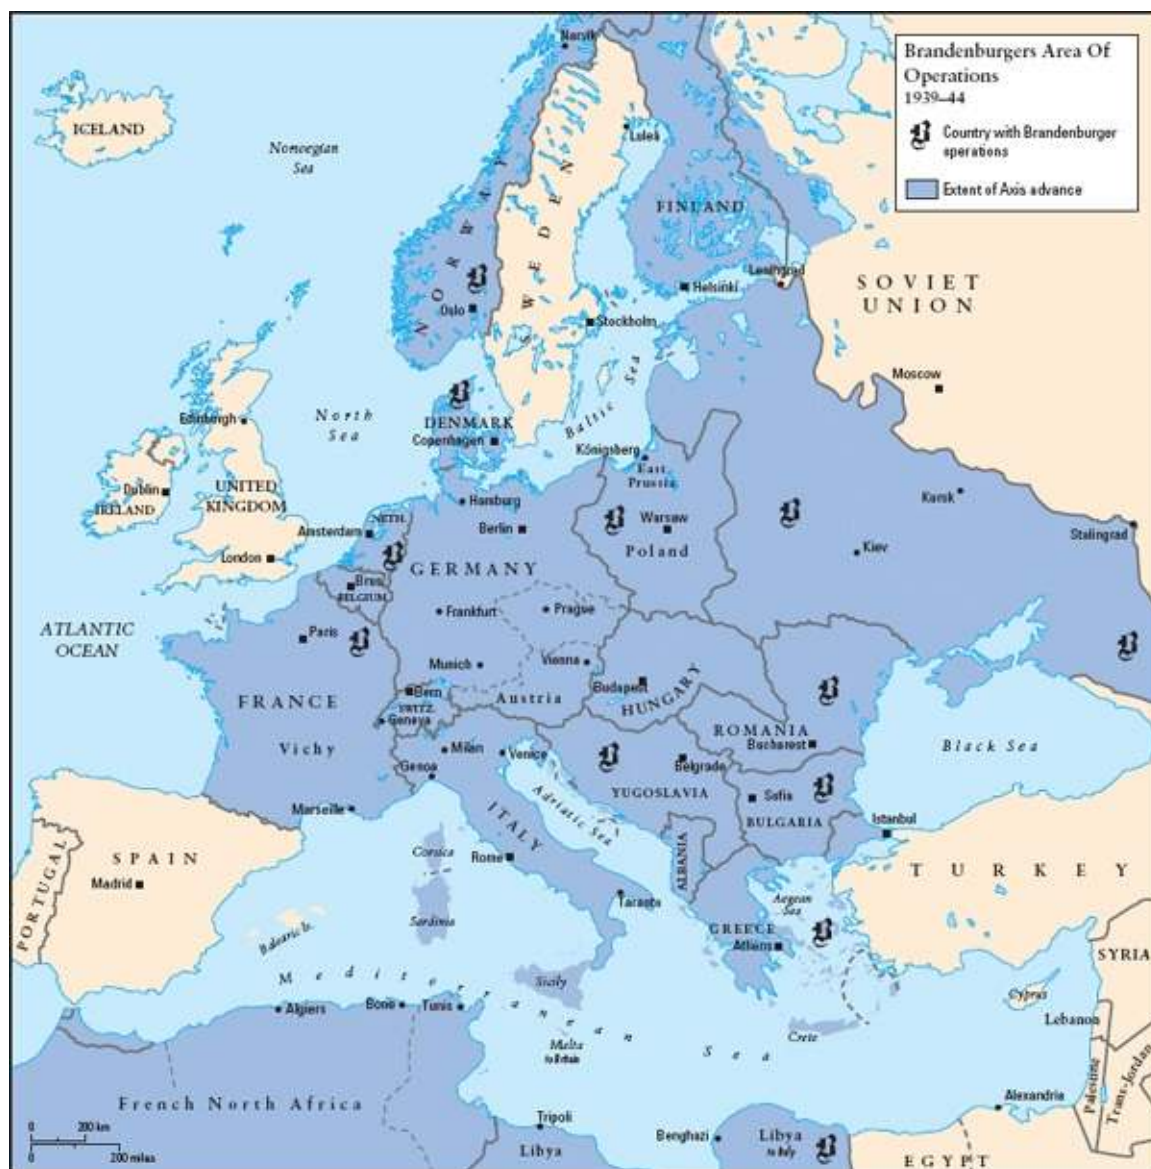 Brandenburgers Area Of
Operations
1939–44
Country with Brandenburger
operations
Extent of Axis advance
Narvik
ICELAND
Norwegian
Sea
Luleå
NORWAY
SWEDEN
FINLAND
Leningrad
SOVIET
UNION
Helsinki
Oslo
Stockholm
Moscow
North
Sea
Baltic Sea
Edinburgh
DENMARK
Copenhagen
Königsberg
East
Prussia
Dublin
IRELAND
UNITED
KINGDOM
Hamburg
Kursk
NETH.
Amsterdam
Berlin
Warsaw
Poland
Stalingrad
London
Kiev
GERMANY
Brus
BELGIUM
Frankfurt
Prague
ATLANTIC
OCEAN
Paris
Munich
Vienna
Budapest
HUNGARY
Bern
SWITZ.
Austria
FRANCE
Geneva
ROMANIA
Bucharest
Black Sea
Vichy
Milan
Venice
Belgrade
Genoa
YUGOSLAVIA
Sofia
BULGARIA
Marseille
ITALY
Adriatic Sea
Istanbul
PORTUGAL
SPAIN
Madrid
Corsica
Rome
ALBANIA
TURKEY
Sardinia
Taranto
Aegean
Sea
GREECE
Athens
Balearic Is.
SYRIA
Sicily
Mediterranean Sea
Cyprus
Lebanon
Algiers
Bone
Tunis
Malta
to Britain
Crete
Palestine
Trans-Jordan
French North Africa
Alexandria
Tripoli
Libya
Benghazi
Libya
to Italy
EGYPT
0 200 km
0 200 miles